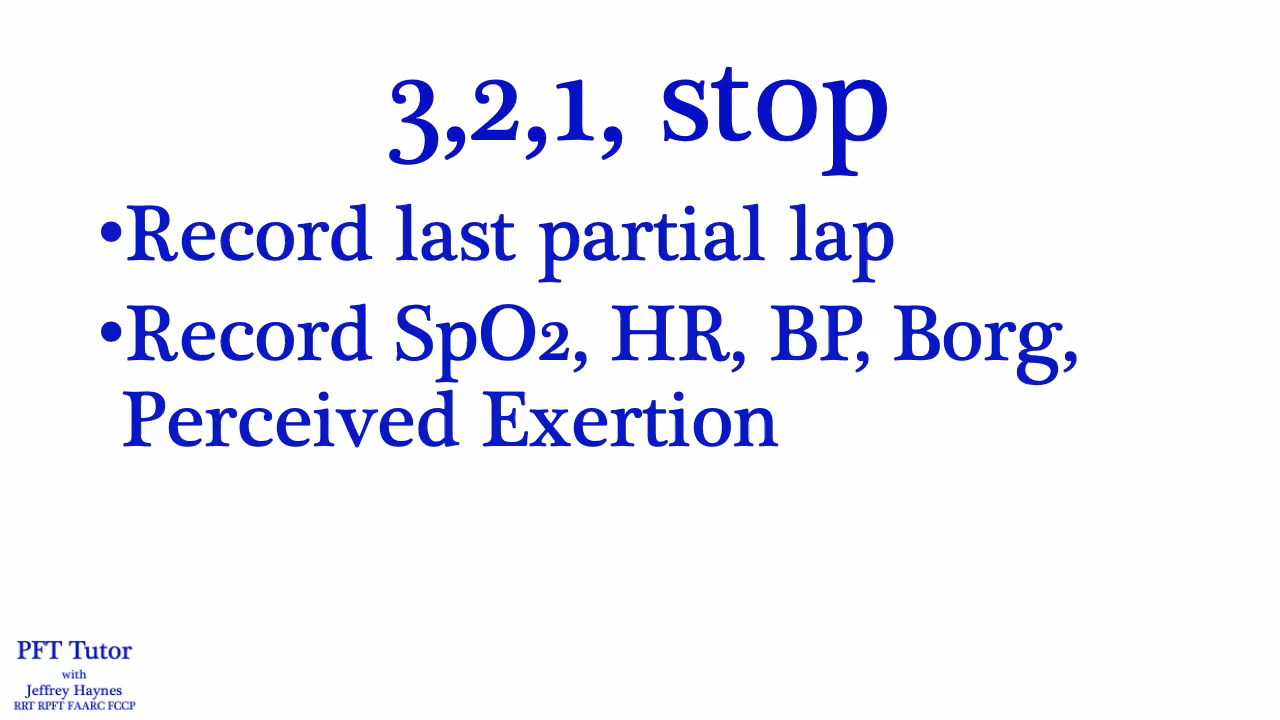 3,2,1, stop
•Record last partial lap
•Record SpO2, HR, BP, Borg,
Perceived Exertion
PFT Tutor
with
Jeffrey Haynes
RRT RPFT FAARC FCCP